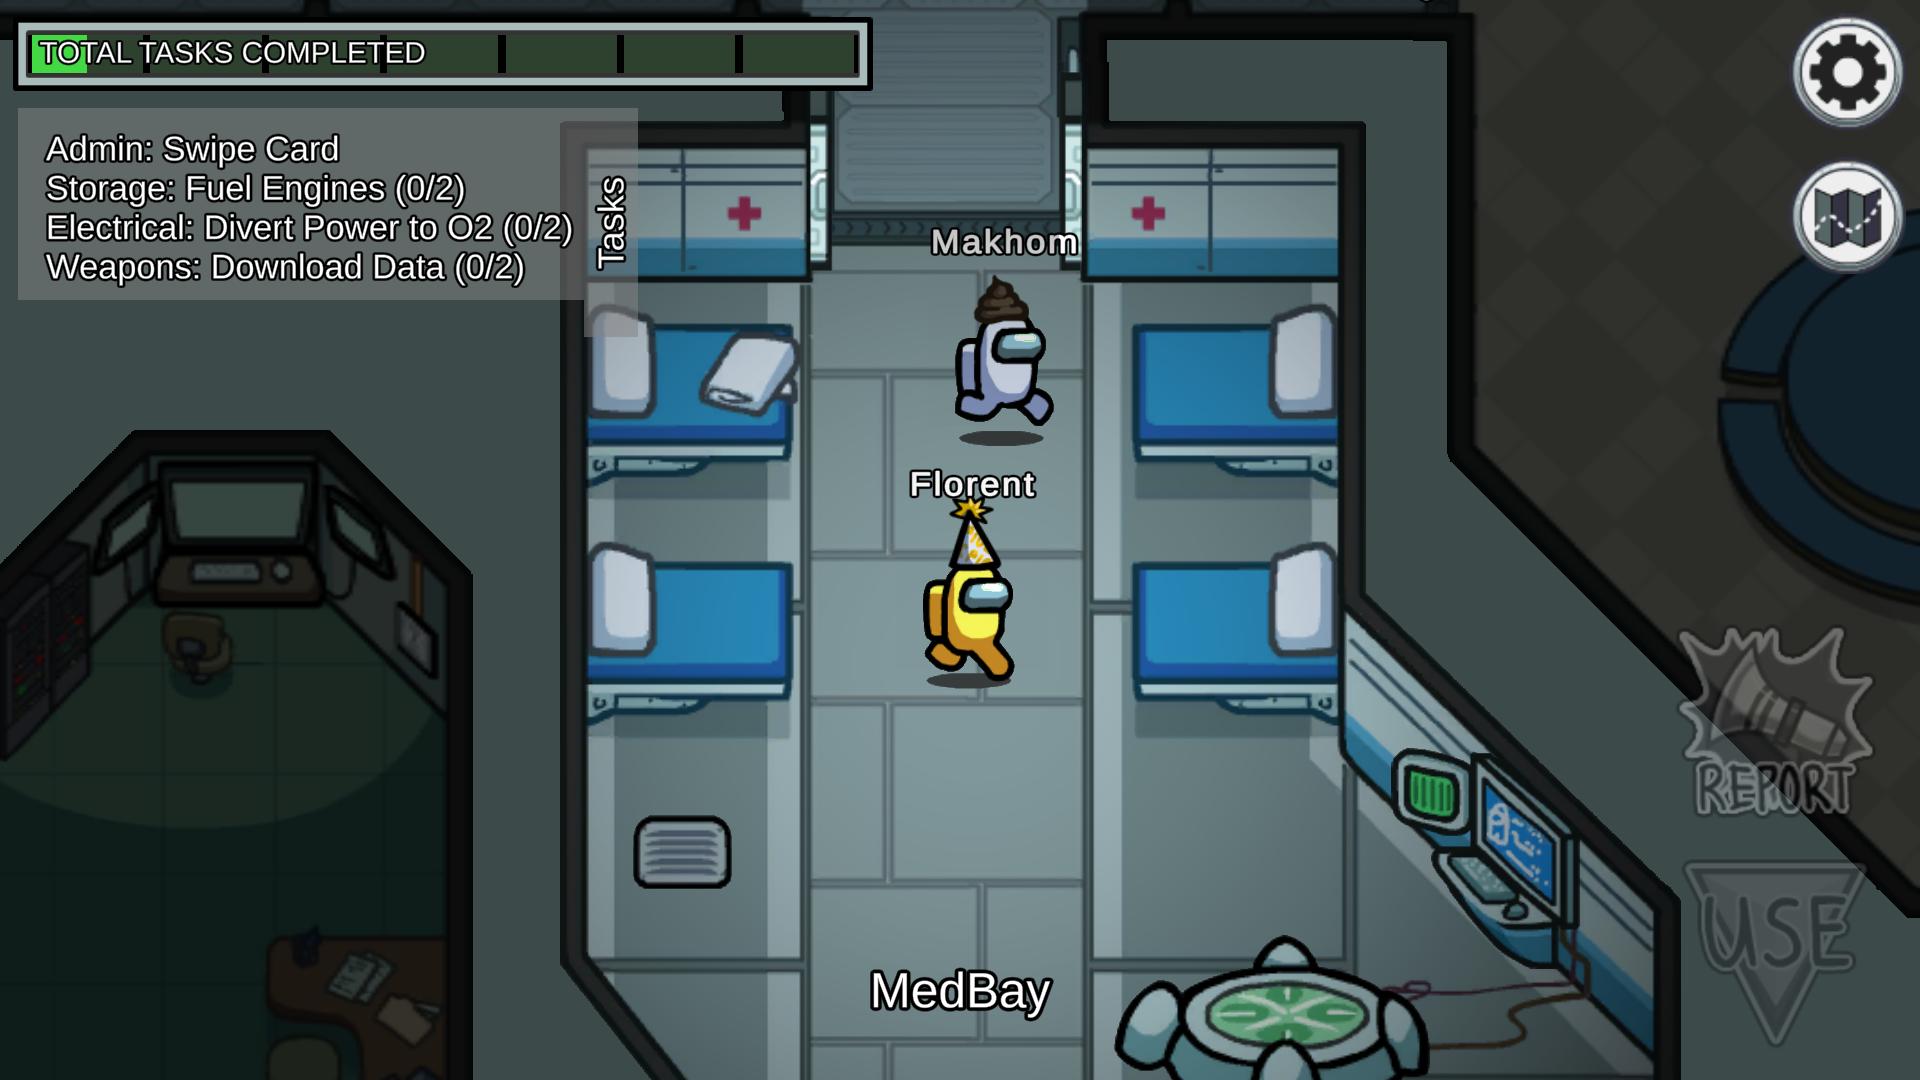 TOTAL TASKS COMPLETED
Admin: Swipe Card
Storage: Fuel Engines (0/2)
Electrical: Divert Power to O2 (0/2)
Weapons: Download Data (0/2)
Tasks
Makhom
Florent
REPORT
USE
MedBay